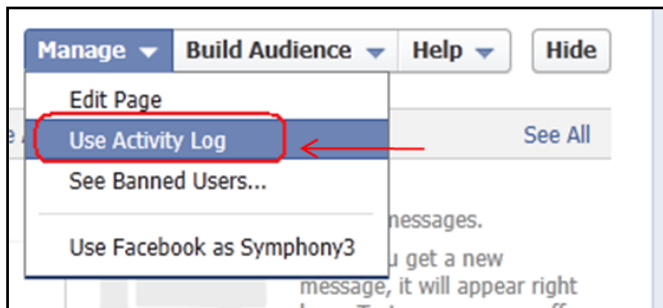 Manage Build Audience Help Hide
Edit Page
Use Activity Log
See All
See Banned Users...
messages.
Use Facebook as Symphony3
get a new
message, it will appear right